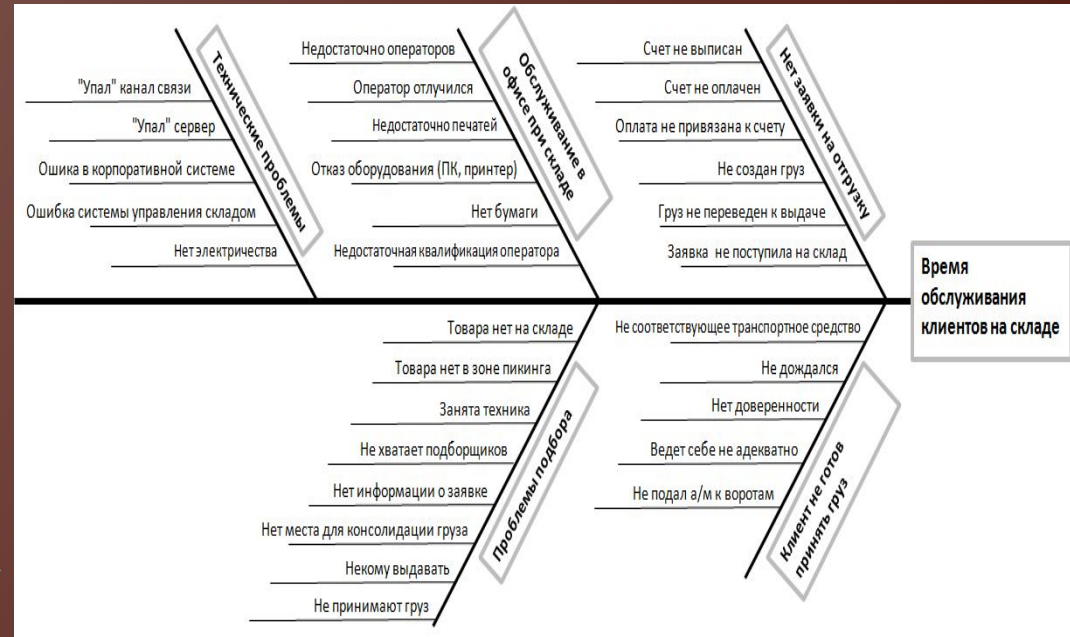 "Упал" канал связи
"Упал" сервер
Ошика в корпоративной системе
Ошибка системы управления складом
Нет электричества
Технические проблемы
Недостаточно операторов
Оператор отлучился
Недостаточно печатей
Отказ оборудования (ПК, принтер)
Нет бумаги
Недостаточная квалификация оператора
Обслуживание в
офисе при складе
Счет не выписан
Счет не оплачен
Оплата не привязана к счету
Не создан груз
Груз не переведен к выдаче
Заявка не поступила на склад
Нет заявки на отгрузку
Время
обслуживания
клиентов на складе
Товара нет на складе
Товара нет в зоне пикинга
Занята техника
Не хватает подборщиков
Нет информации о заявке
Нет места для консолидации груза
Некому выдавать
Не принимают груз
Проблемы подбора
Не соответствующее транспортное средство
Не дождался
Нет доверенности
Ведет себе не адекватно
Не подал а/м к воротам
Клиент не готов
принять груз